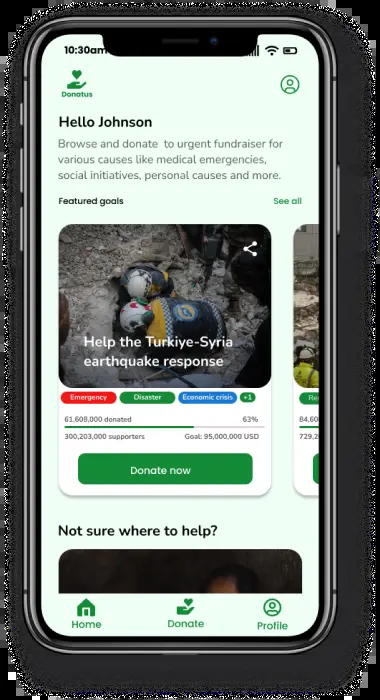 10:30am
Donatus
Hello Johnson
Browse and donate to urgent fundraiser for
various causes like medical emergencies,
social initiatives, personal causes and more.
Featured goals
See all
Help the Turkiye-Syria
earthquake response
Emergency
Disaster
Economic crisis
+1
61,608,000 donated
63%
300,203,000 supporters
Goal: 95,000,000 USD
Donate now
84,60
729,2
Not sure where to help?
Home
Donate
Profile